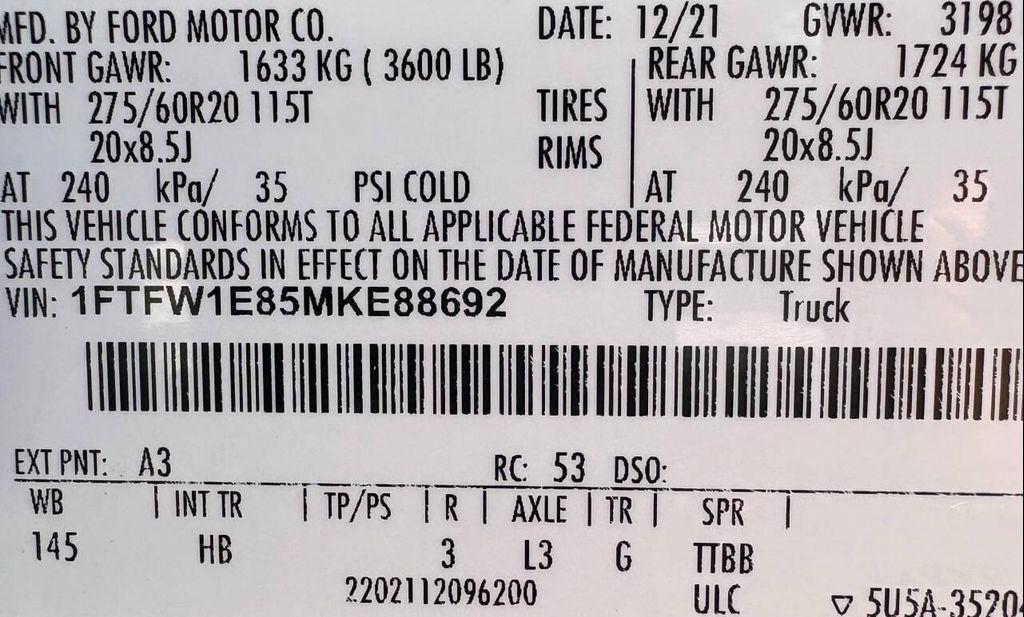 MFD. BY FORD MOTOR CO. DATE: 12/21 GVWR: 3198
FRONT GAWR: 1633 KG ( 3600 LB) REAR GAWR: 1724 KG
WITH 275/60R20 115T TIRES WITH 275/60R20 115T
20x8.5J RIMS 20x8.5J
AT 240 kPa/ 35 PSI COLD AT 240 kPa/ 35
THIS VEHICLE CONFORMS TO ALL APPLICABLE FEDERAL MOTOR VEHICLE
SAFETY STANDARDS IN EFFECT ON THE DATE OF MANUFACTURE SHOWN ABOVE
VIN: 1FTFW1E85MKE88692 TYPE: Truck
EXT PNT: A3 RC: 53 DSO:
WB | INT TR | TP/PS | R | AXLE | TR | SPR |
145 HB 3 L3 G TTBB
2202112096200 ULC ▽ 5U5A-35204